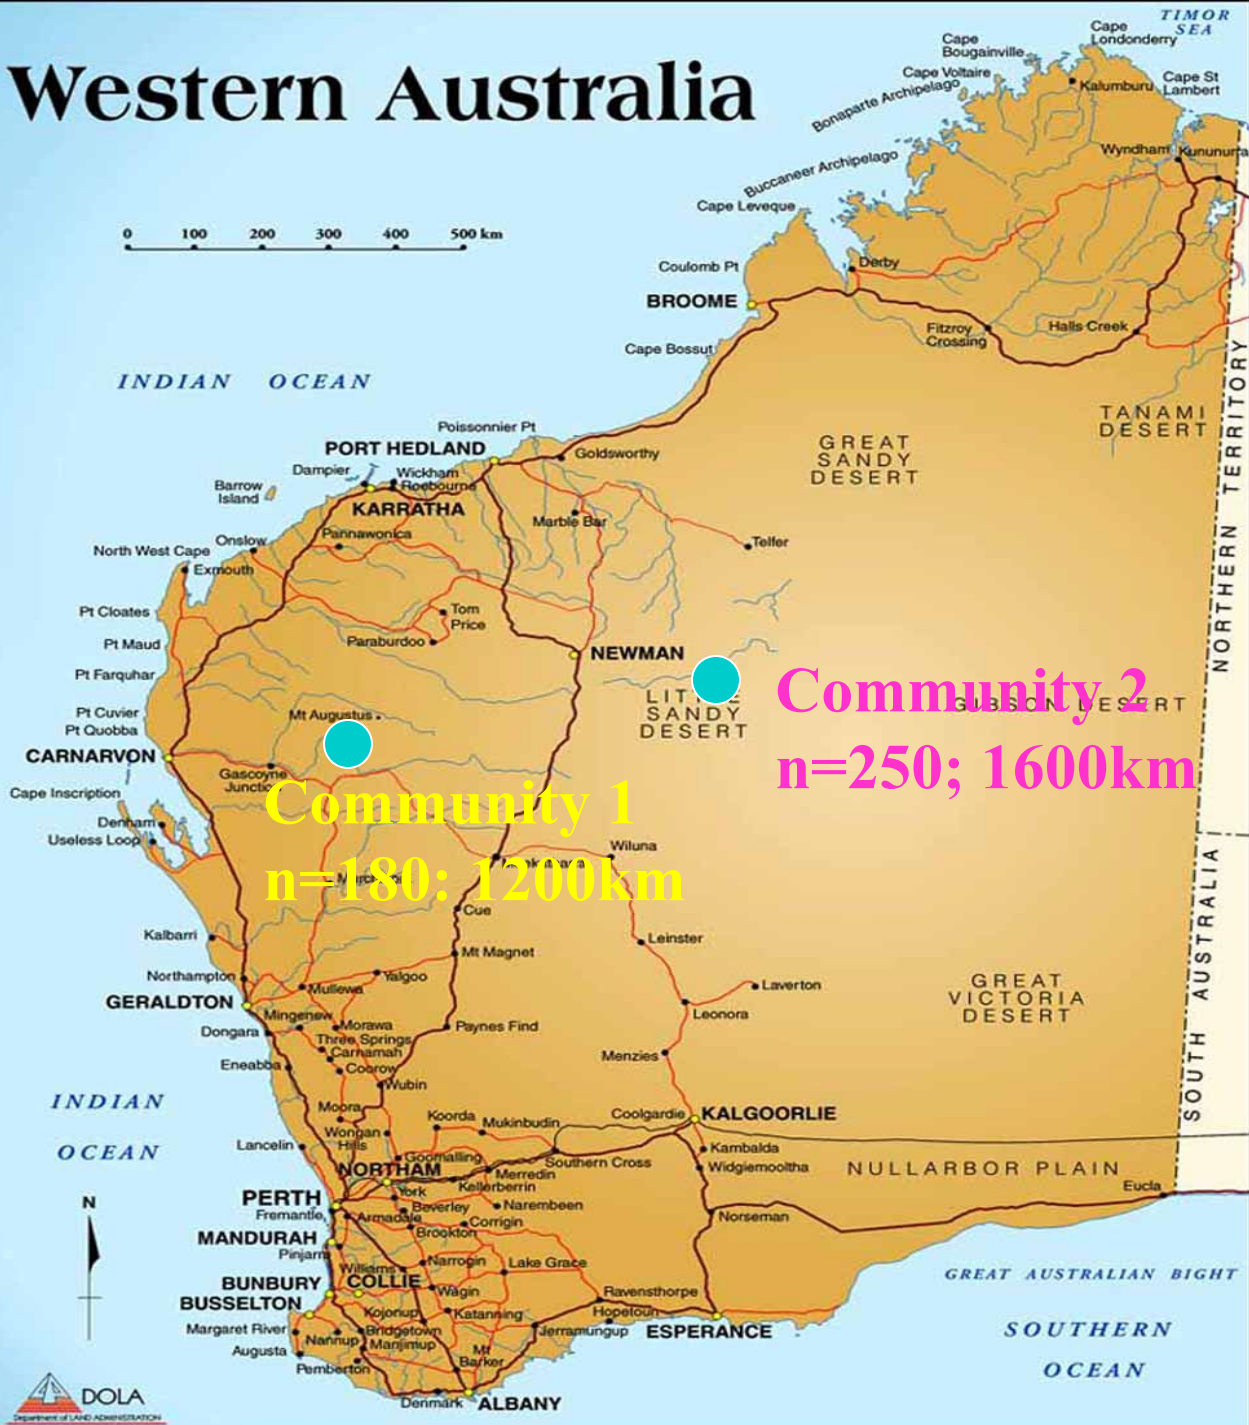 TIMOR
SEA
Cape
Londonderry
Cape
Bougainville
Western Australia
Cape Voltaire
Cape St
Lambert
Kalumburu
Bonaparte Archipelago
Wyndham
Kununurra
Buccaneer Archipelago
Cape Leveque
0 100 200 300 400 500 km
Coulomb Pt
Derby
BROOME
Fitzroy
Crossing
Halls Creek
Cape Bossut
INDIAN OCEAN
NORTHERN TERRITORY
TANAMI
DESERT
GREAT
SANDY
DESERT
Poissonnier Pt
PORT HEDLAND
Goldsworthy
Dampier
Wickham
Roebourne
Barrow
Island
KARRATHA
Marble Bar
Pannawonica
Onslow
Telfer
North West Cape
Exmouth
Pt Cloates
Tom
Price
Paraburdoo
Pt Maud
NEWMAN
Pt Farquhar
LITTLE
SANDY
DESERT
Community 2
GIBSON DESERT
n=250; 1600km
Pt Cuvier
Mt Augustus
Pt Quobba
CARNARVON
Gascoyne
Junction
Cape Inscription
Community 1
n=180: 1200km
Denham
Useless Loop
Wiluna
Meekatharra
Cue
SOUTH AUSTRALIA
Kalbarri
Leinster
Mt Magnet
Northampton
Yalgoo
Mullewa
Laverton
GREAT
VICTORIA
DESERT
GERALDTON
Mingenew
Leonora
Dongara
Morawa
Paynes Find
Three Springs
Carnamah
Menzies
Eneabba
Coorow
Wubin
INDIAN
OCEAN
Moora
Koorda
Mukinbudin
Coolgardie
KALGOORLIE
Wongan
Hills
Lancelin
Goomalling
Southern Cross
Kambalda
Widgiemooltha
NULLARBOR PLAIN
NORTHAM
Merredin
Kellerberrin
Eucla
N
PERTH
York
Fremantle
Armadale
Beverley
Narembeen
Norseman
Corrigin
Brookton
MANDURAH
Pinjarra
Williams
Narrogin
Lake Grace
GREAT AUSTRALIAN BIGHT
BUNBURY
COLLIE
Wagin
Ravensthorpe
BUSSELTON
Kojonup
Katanning
Hopetoun
Margaret River
Nannup
Bridgetown
Jerramungup
ESPERANCE
SOUTHERN
OCEAN
Augusta
Manjimup
Mt
Barker
Pemberton
Denmark
ALBANY
DOLA
Department of LAND ADMINISTRATION